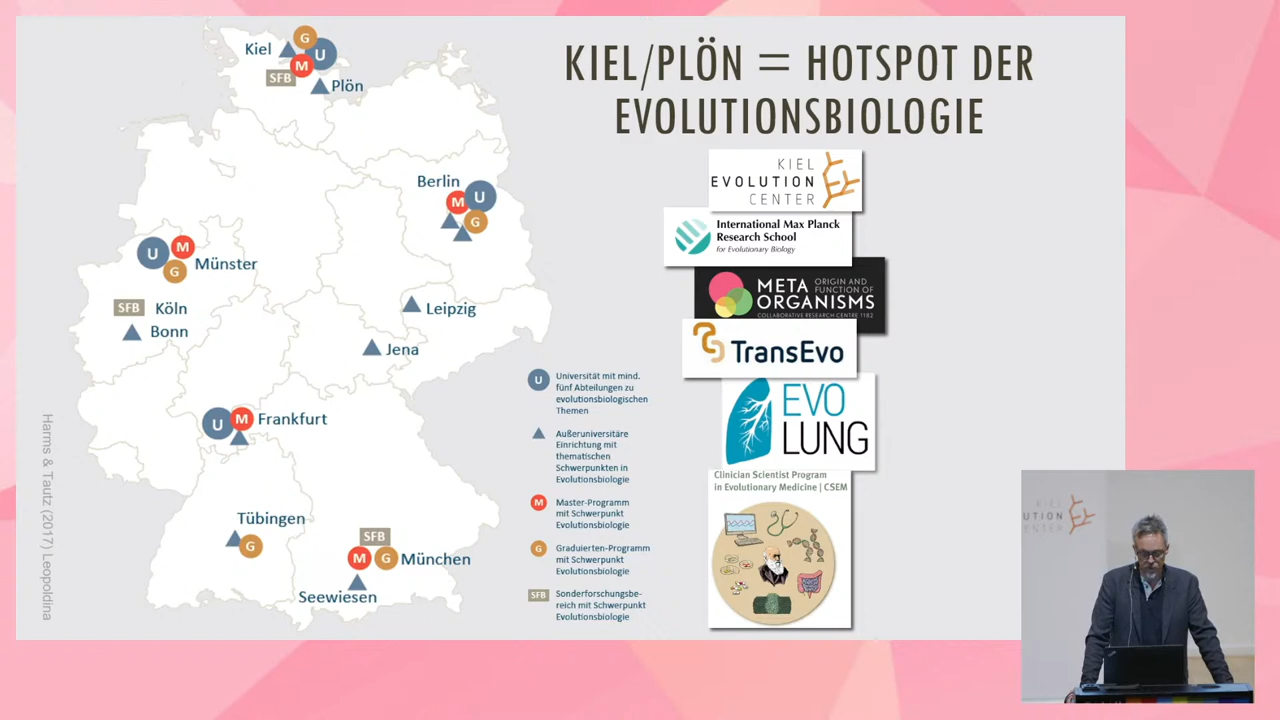 KIEL/PLÖN = HOTSPOT DER
EVOLUTIONSBIOLOGIE
Kiel
G
U
M
SFB
Plön
Berlin
M
U
G
U
M
G
Münster
SFB
Köln
Bonn
Leipzig
Jena
U
M
Frankfurt
Tübingen
G
SFB
M
G
München
Seewiesen
U
Universität mit mind.
fünf Abteilungen zu
evolutionsbiologischen
Themen
Außeruniversitäre
Einrichtung mit
thematischen
Schwerpunkten in
Evolutionsbiologie
M
Master-Programm
mit Schwerpunkt
Evolutionsbiologie
G
Graduierten-Programm
mit Schwerpunkt
Evolutionsbiologie
SFB
Sonderforschungsbe-
reich mit Schwerpunkt
Evolutionsbiologie
Harms & Tautz (2017) Leopoldina
KIEL
EVOLUTION
CENTER
International Max Planck
Research School
for Evolutionary Biology
META
ORGANISMS
ORIGIN AND
FUNCTION OF
COLLABORATIVE RESEARCH CENTRE 1182
TransEvo
EVO
LUNG
Clinician Scientist Program
in Evolutionary Medicine | CSEM
KIEL
UTION
CENTER